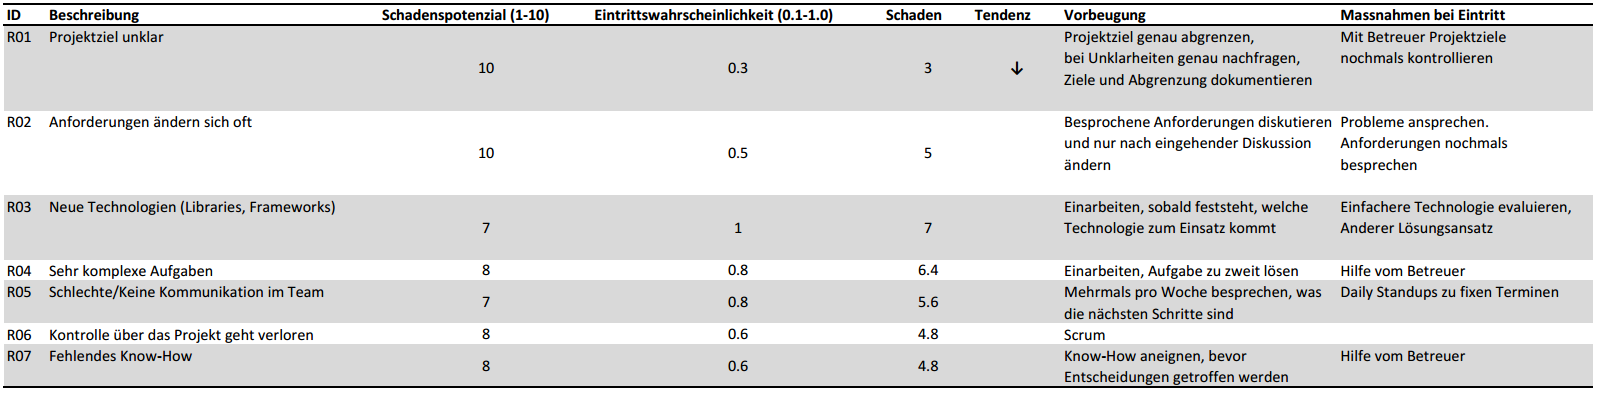 ID Beschreibung Schadenspotenzial (1-10) Eintrittswahrscheinlichkeit (0.1-1.0) Schaden Tendenz Vorbeugung Massnahmen bei Eintritt
R01 Projektziel unklar Projektziel genau abgrenzen, Mit Betreuer Projektziele
bei Unklarheiten genau nachfragen, nochmals kontrollieren
10 0.3 3 ↓
Ziele und Abgrenzung dokumentieren
R02 Anforderungen ändern sich oft Besprochene Anforderungen diskutieren Probleme ansprechen.
und nur nach eingehender Diskussion Anforderungen nochmals
10 0.5 5
ändern besprechen
R03 Neue Technologien (Libraries, Frameworks) Einarbeiten, sobald feststeht, welche Einfachere Technologie evaluieren,
7 1 7 Technologie zum Einsatz kommt Anderer Lösungsansatz
R04 Sehr komplexe Aufgaben 8 0.8 6.4 Einarbeiten, Aufgabe zu zweit lösen Hilfe vom Betreuer
R05 Schlechte/Keine Kommunikation im Team Mehrmals pro Woche besprechen, was Daily Standups zu fixen Terminen
7 0.8 5.6
die nächsten Schritte sind
R06 Kontrolle über das Projekt geht verloren 8 0.6 4.8 Scrum
R07 Fehlendes Know-How Know-How aneignen, bevor Hilfe vom Betreuer
8 0.6 4.8
Entscheidungen getroffen werden